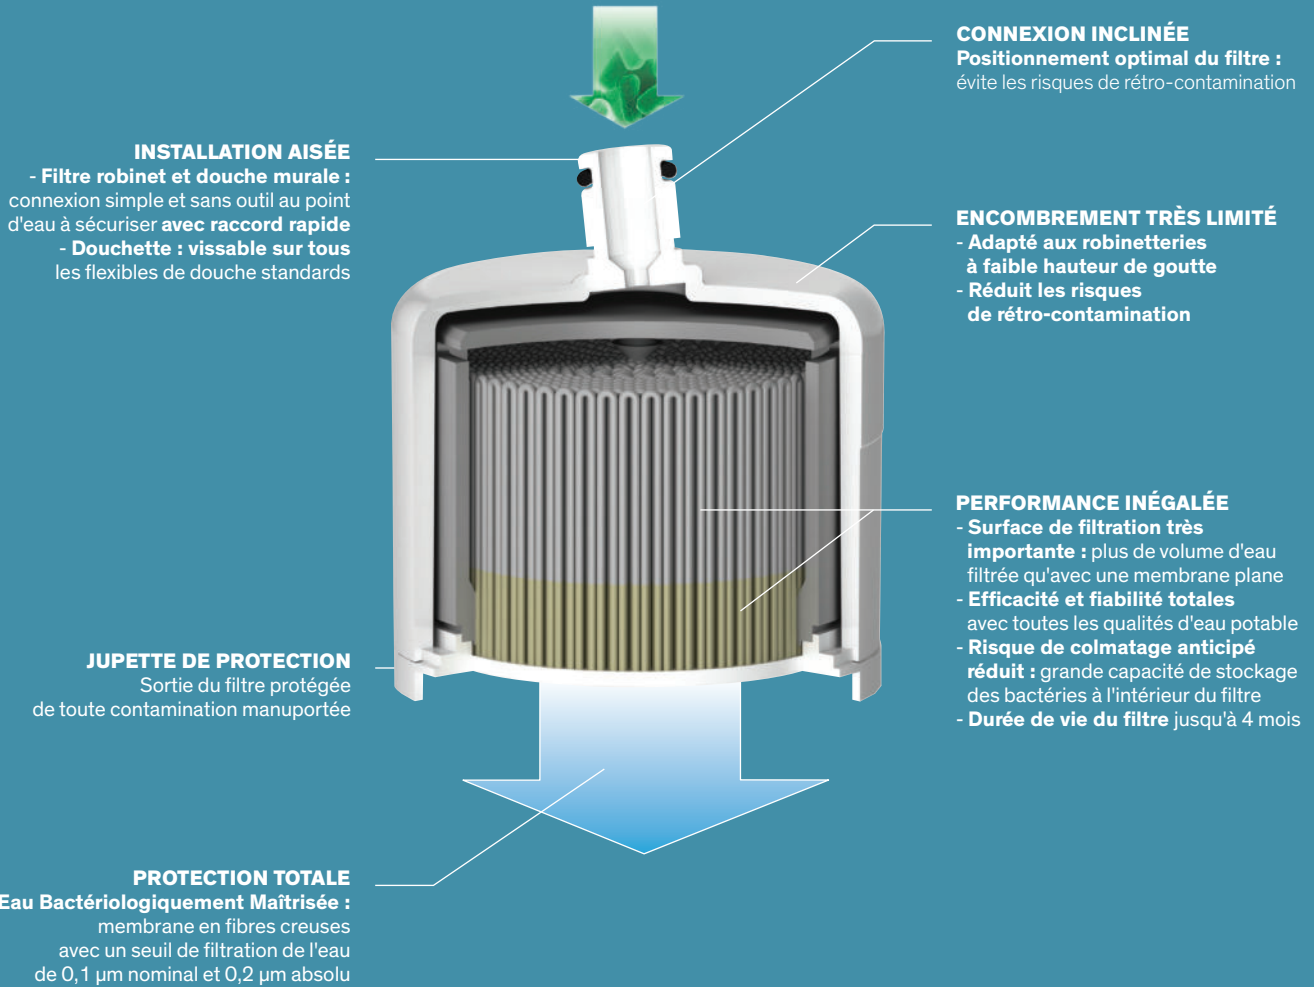 INSTALLATION AISÉE
- Filtre robinet et douche murale :
connexion simple et sans outil au point
d'eau à sécuriser avec raccord rapide
- Douchette : vissable sur tous
les flexibles de douche standards
JUPETTE DE PROTECTION
Sortie du filtre protégée
de toute contamination manuportée
PROTECTION TOTALE
Eau Bactériologiquement Maîtrisée :
membrane en fibres creuses
avec un seuil de filtration de l'eau
de 0,1 µm nominal et 0,2 µm absolu
CONNEXION INCLINÉE
Positionnement optimal du filtre :
évite les risques de rétro-contamination
ENCOMBREMENT TRÈS LIMITÉ
- Adapté aux robinetteries
à faible hauteur de goutte
- Réduit les risques
de rétro-contamination
PERFORMANCE INÉGALÉE
- Surface de filtration très
importante : plus de volume d'eau
filtrée qu'avec une membrane plane
- Efficacité et fiabilité totales
avec toutes les qualités d'eau potable
- Risque de colmatage anticipé
réduit : grande capacité de stockage
des bactéries à l'intérieur du filtre
- Durée de vie du filtre jusqu'à 4 mois